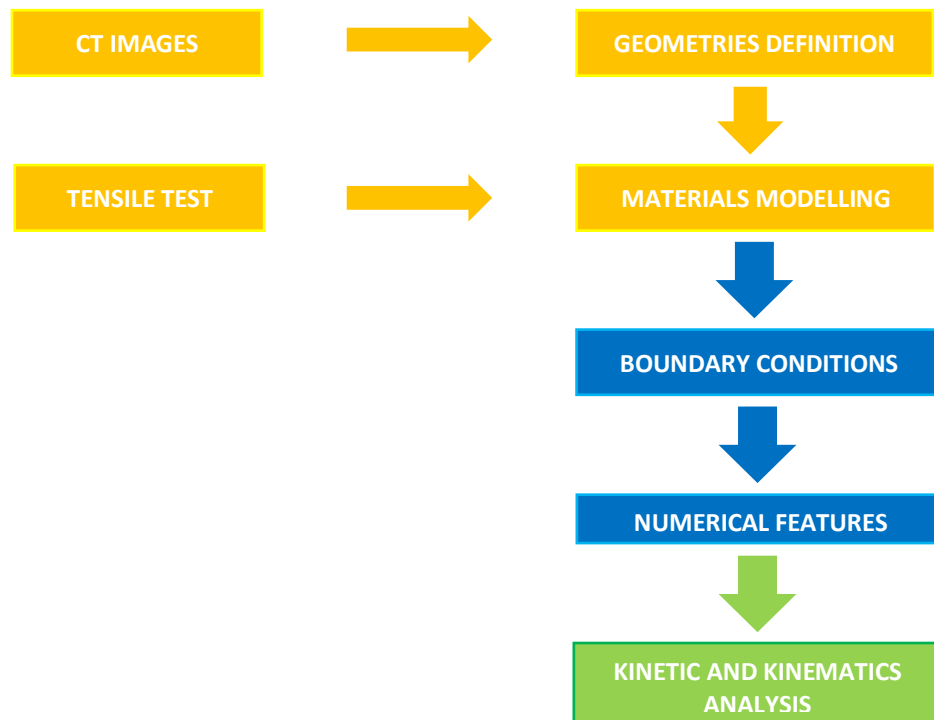 CT IMAGES
GEOMETRIES DEFINITION
TENSILE TEST
MATERIALS MODELLING
BOUNDARY CONDITIONS
NUMERICAL FEATURES
KINETIC AND KINEMATICS
ANALYSIS